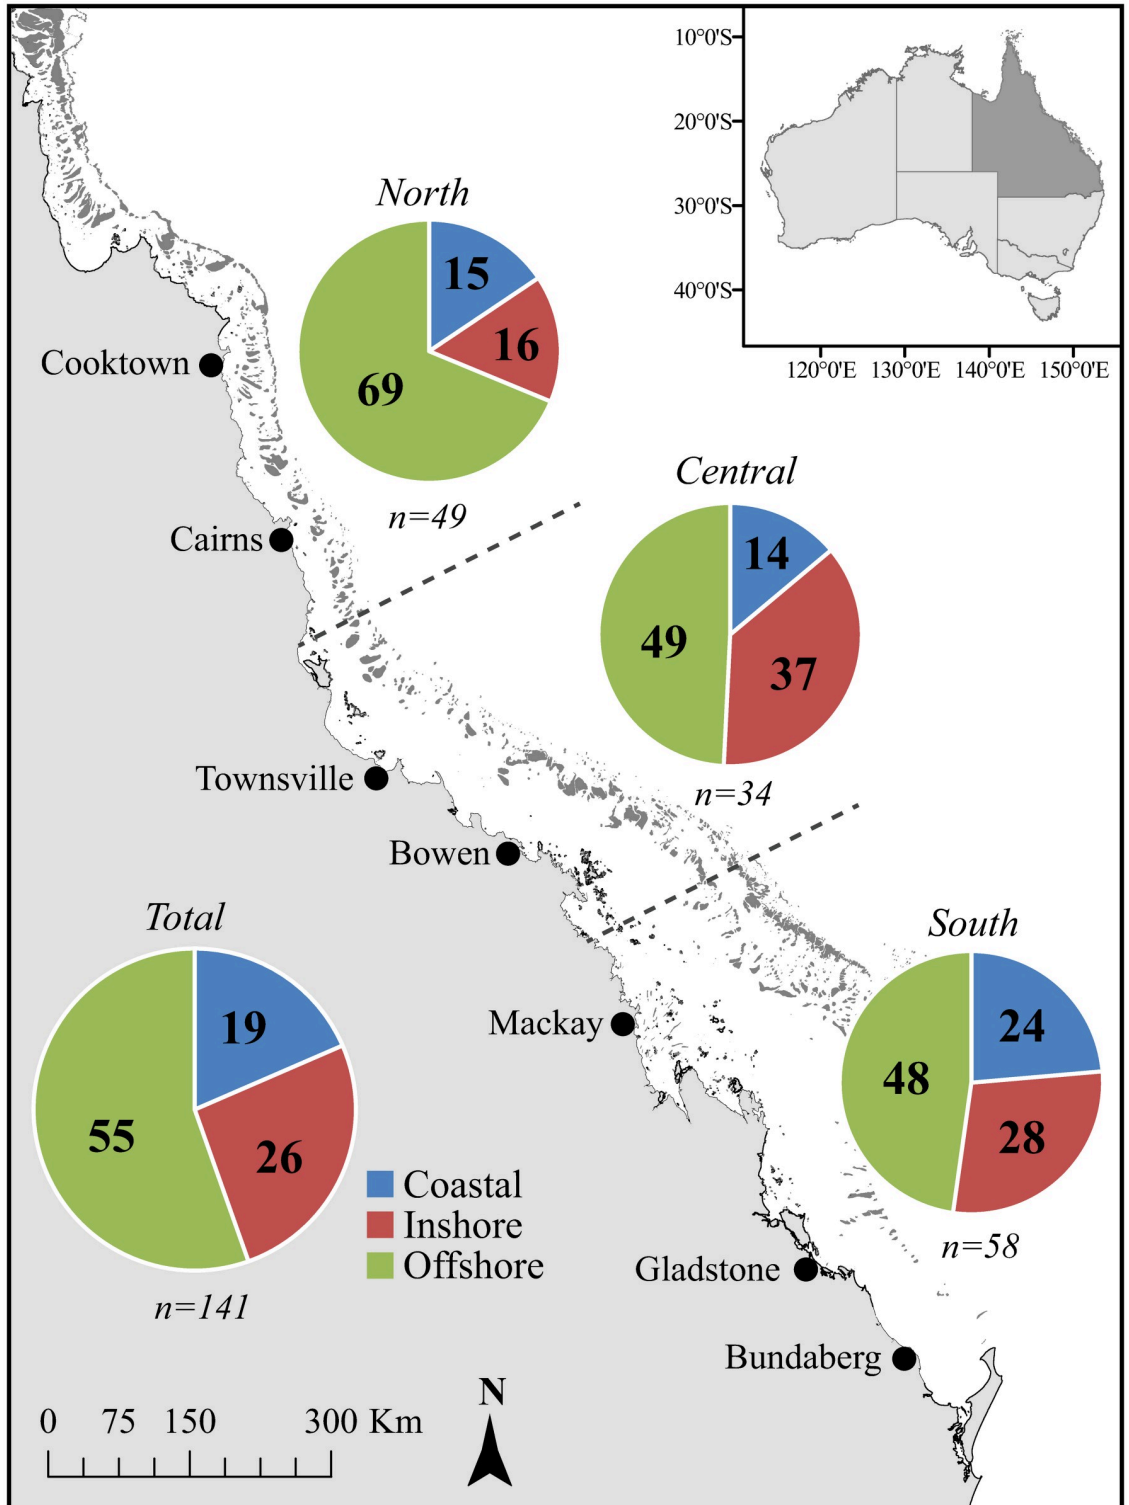 10°0'S
20°0'S
30°0'S
40°0'S
120°0'E 130°0'E 140°0'E 150°0'E
North
15
16
69
n=49
Cooktown
Central
14
37
49
n=34
Cairns
Townsville
Bowen
Total
19
26
55
n=141
South
24
28
48
n=58
Mackay
Coastal
Inshore
Offshore
Gladstone
Bundaberg
N
0 75 150 300 Km